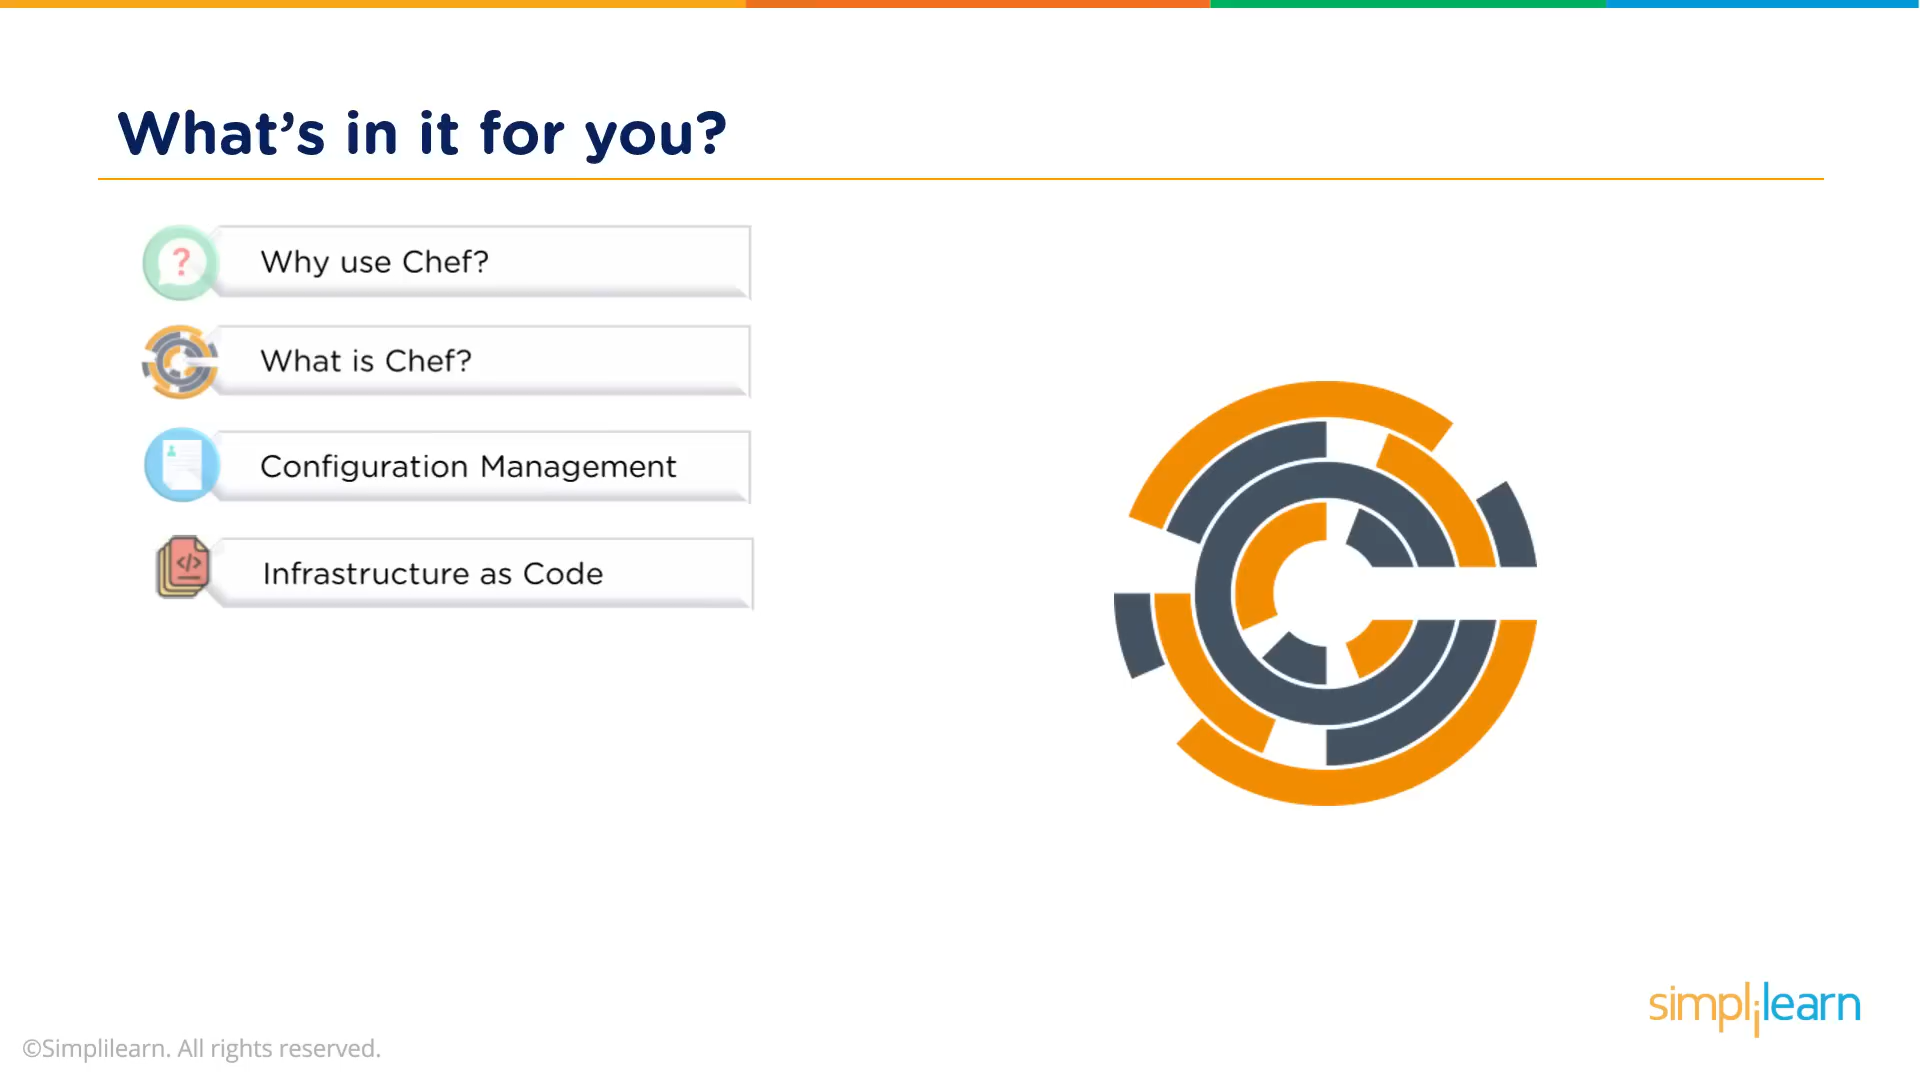 What's in it for you?
?
Why use Chef?
What is Chef?
Configuration Management
</>
Infrastructure as Code
simplilearn
©Simplilearn. All rights reserved.